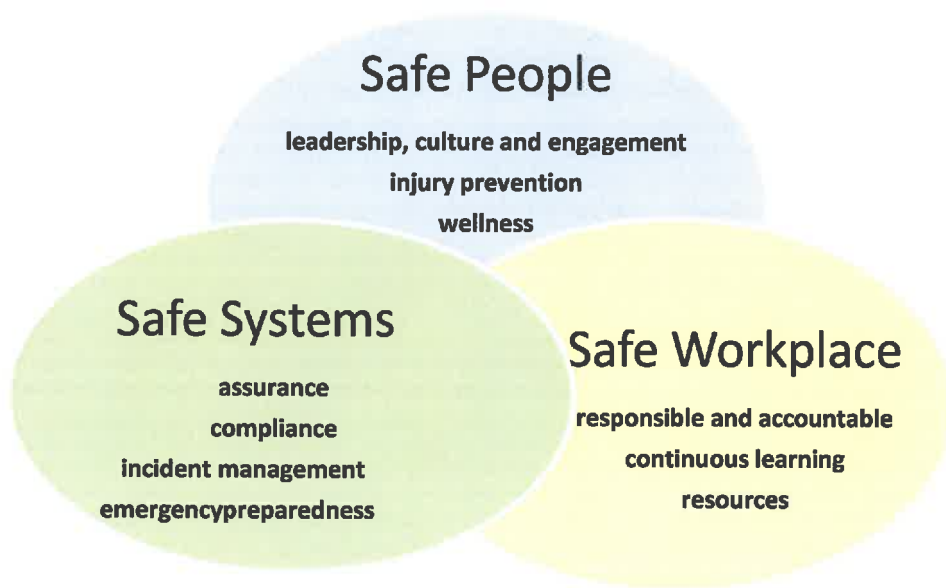 Safe People
leadership, culture and engagement
injury prevention
wellness
Safe Systems
assurance
compliance
incident management
emergencypreparedness
Safe Workplace
responsible and accountable
continuous learning
resources